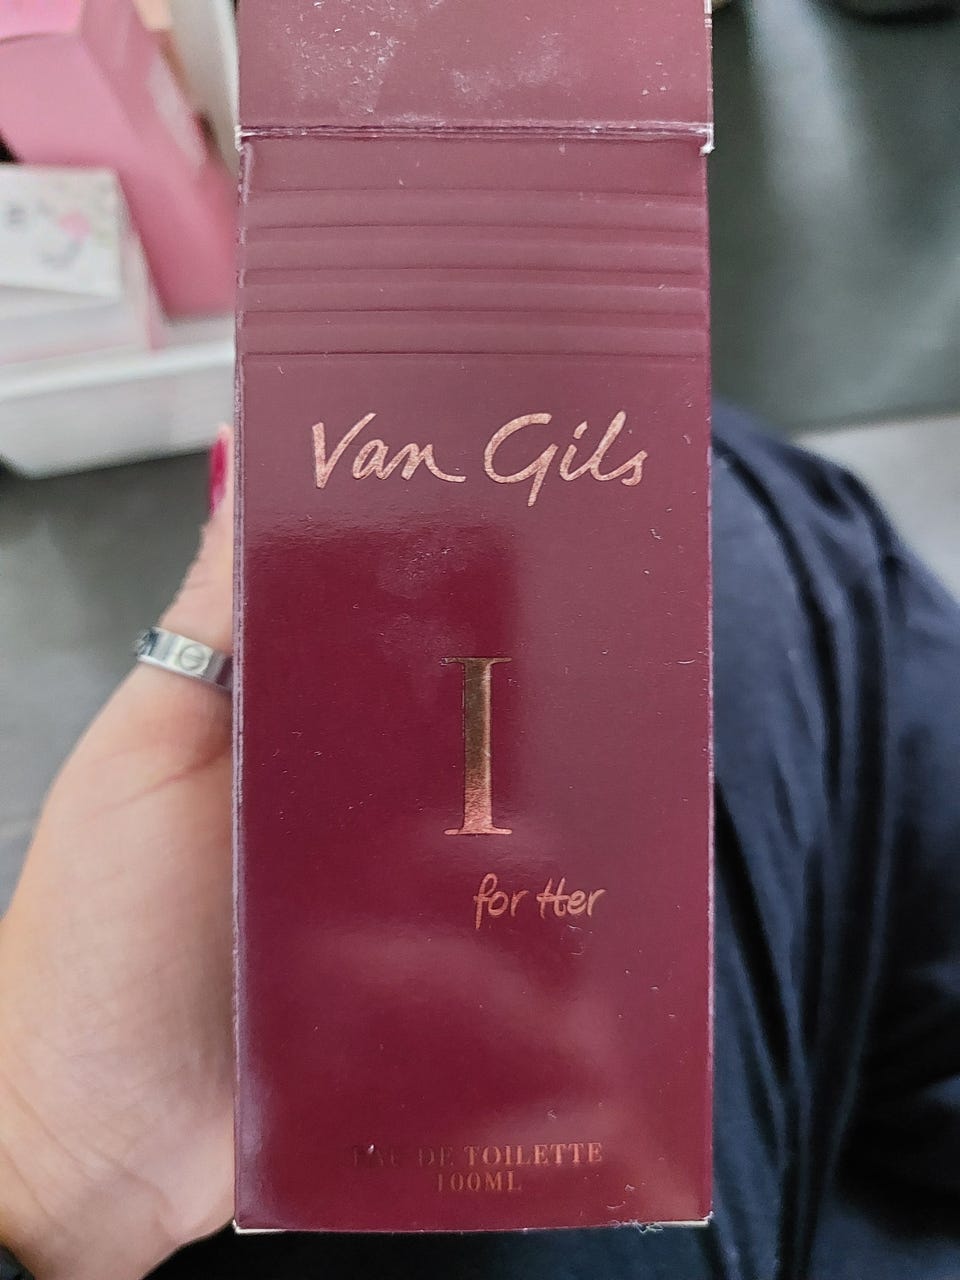 Van Gils
I
for Her
EAU DE TOILETTE
100ML